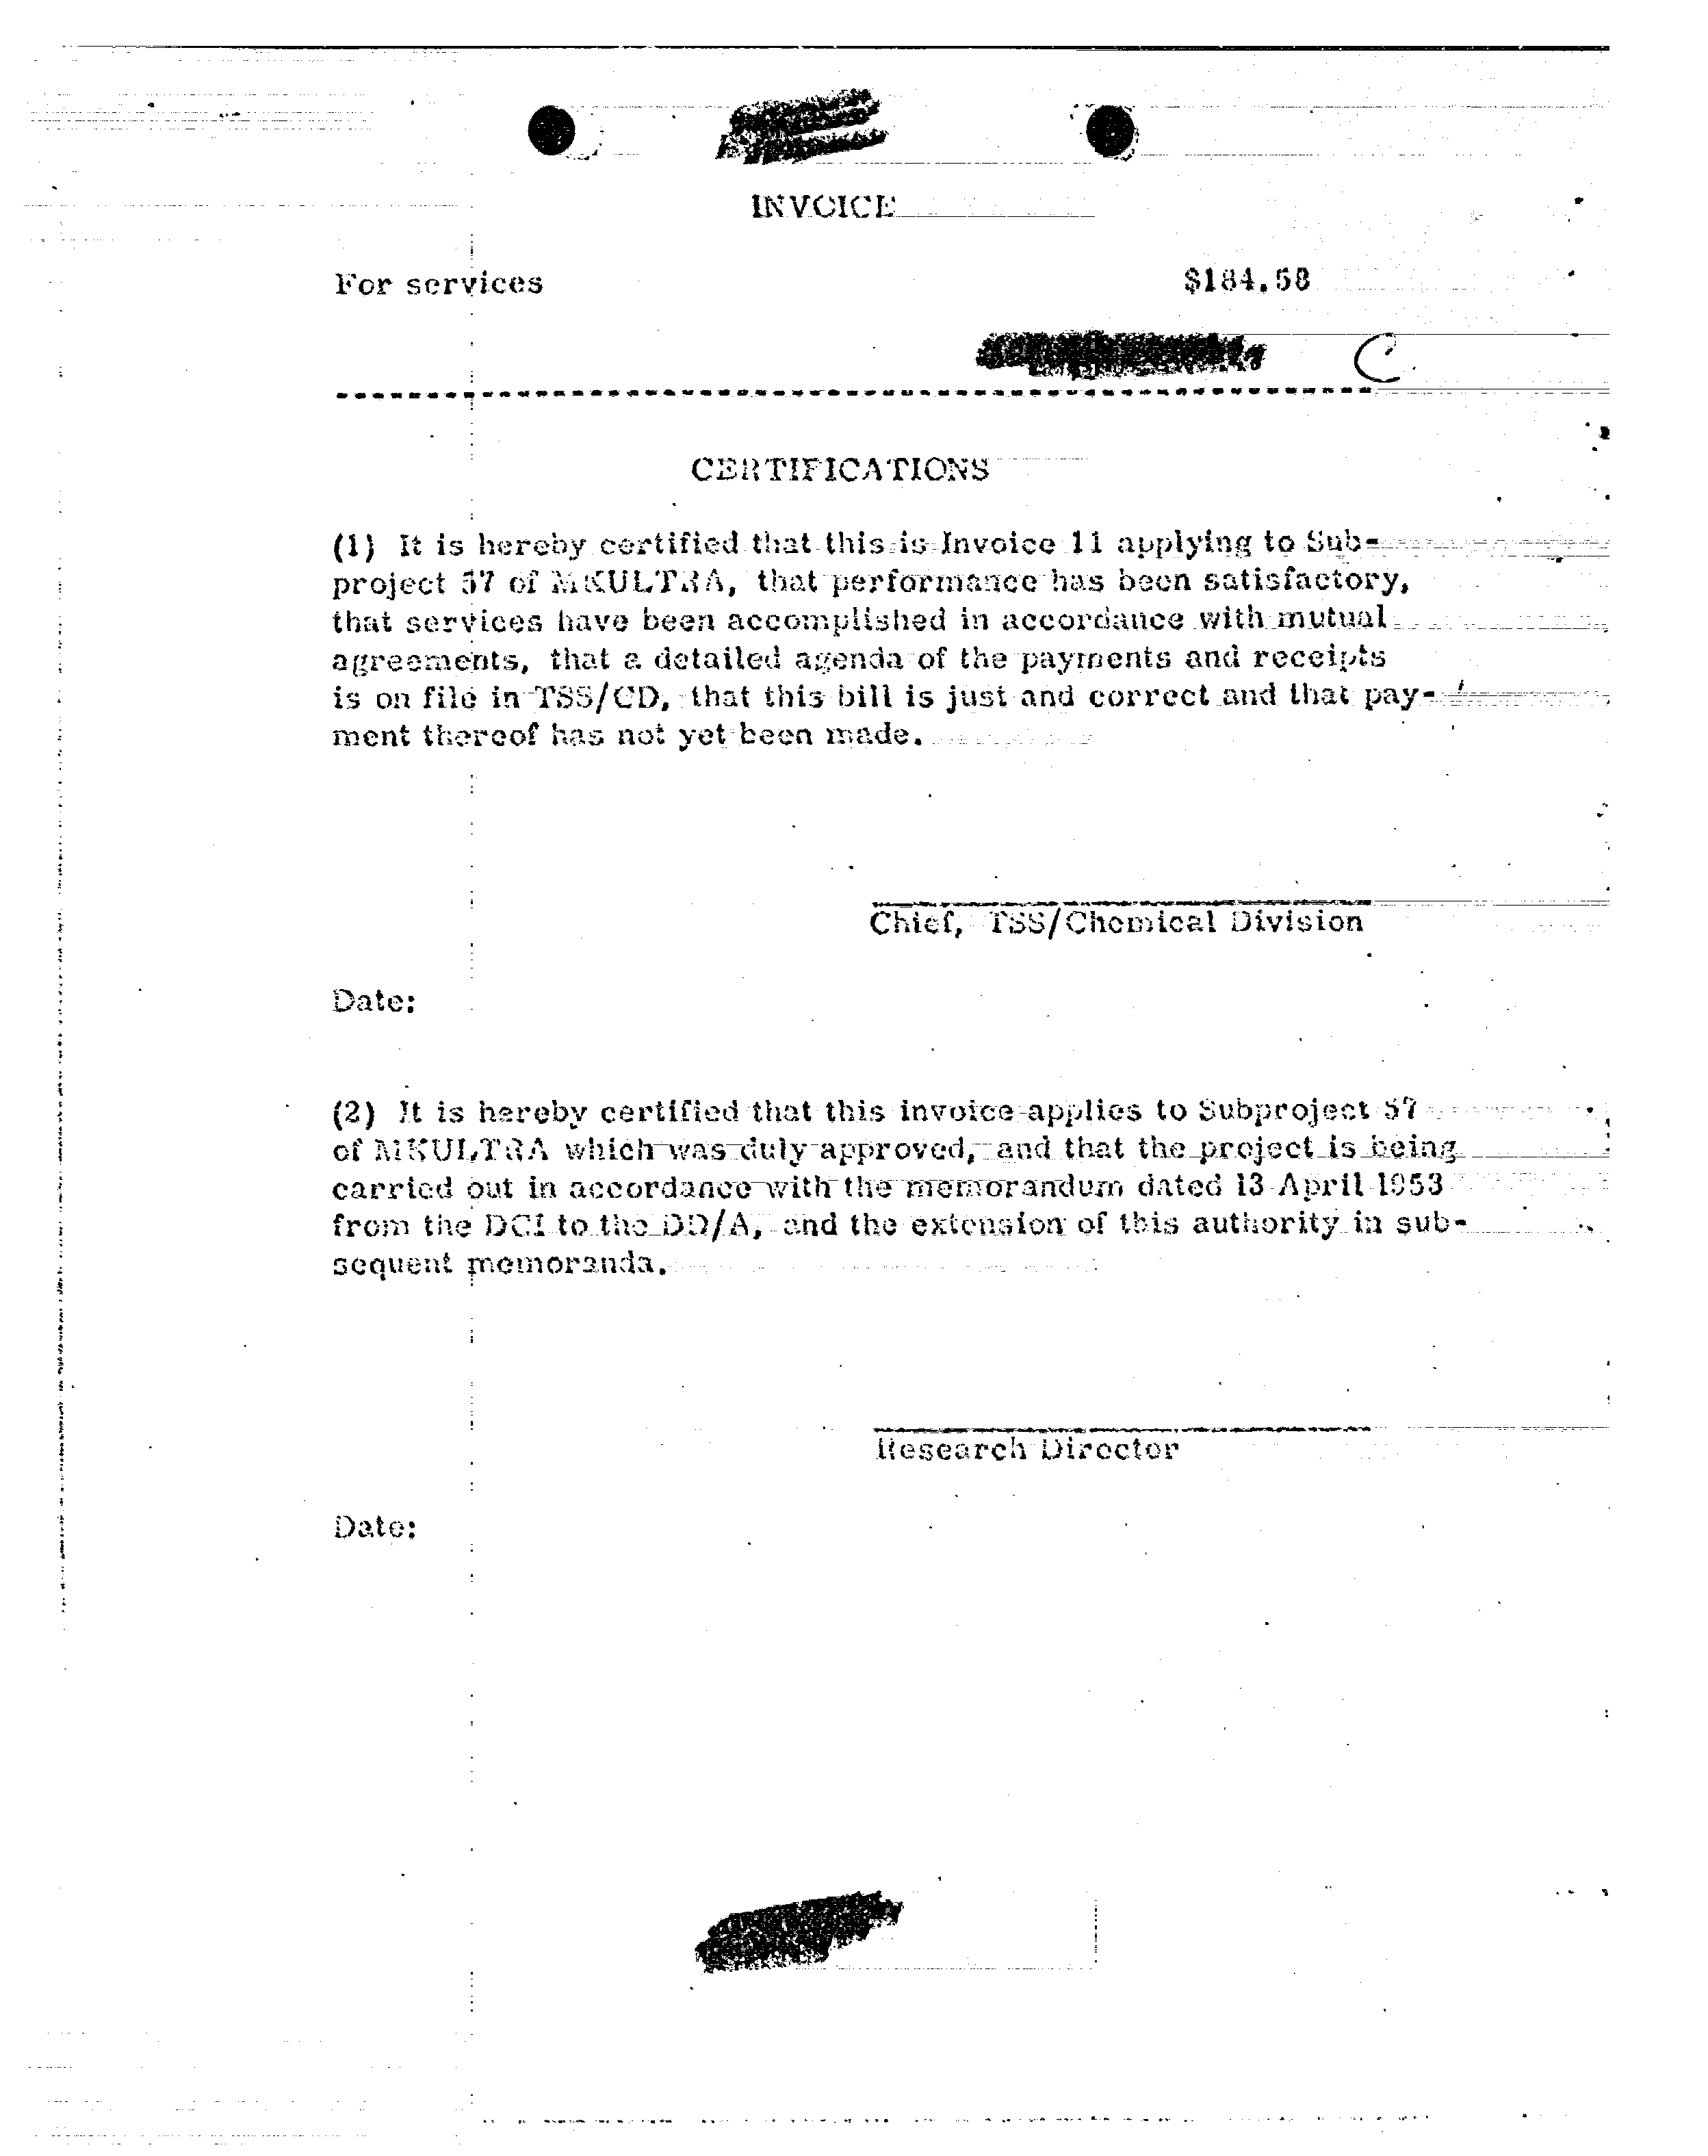 INVOICE
For services $184.58
C
CERTIFICATIONS
(1) It is hereby certified that this is Invoice 11 applying to Sub-
project 57 of MKULTRA, that performance has been satisfactory,
that services have been accomplished in accordance with mutual
agreements, that a detailed agenda of the payments and receipts
is on file in TSS/CD, that this bill is just and correct and that pay-
ment thereof has not yet been made.
Chief, TSS/Chemical Division
Date:
(2) It is hereby certified that this invoice applies to Subproject 57
of MKULTRA which was duly approved, and that the project is being
carried out in accordance with the memorandum dated 13 April 1953
from the DCI to the DD/A, and the extension of this authority in sub-
sequent memoranda.
Research Director
Date: